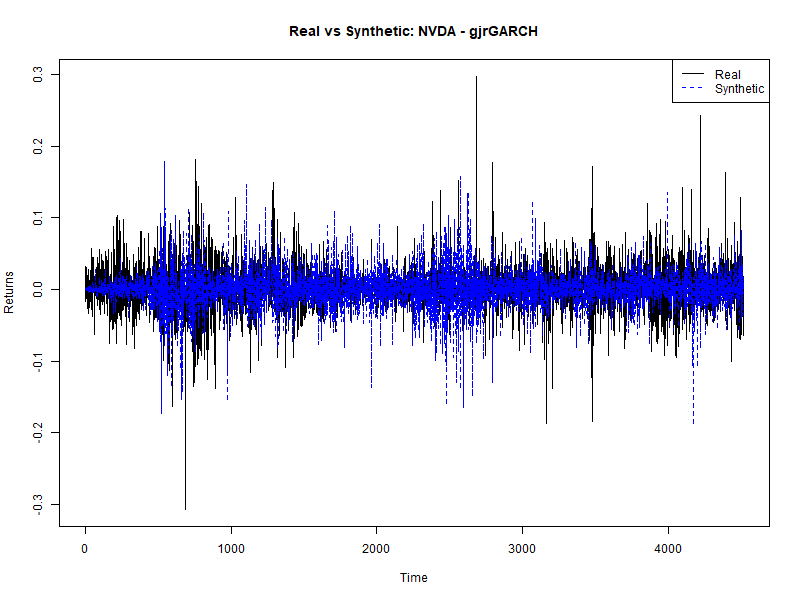 Real vs Synthetic: NVDA - gjrGARCH
Real
Synthetic
Returns
0.3
0.2
0.1
0.0
-0.1
-0.2
-0.3
0
1000
2000
3000
4000
Time